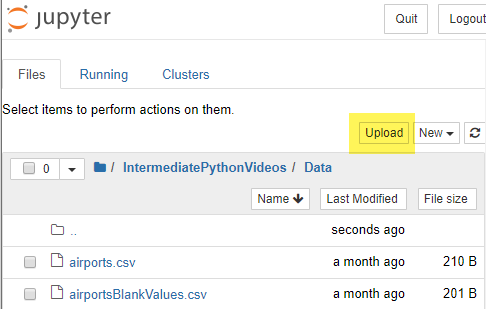 jupyter
Quit
Logout
Files
Running
Clusters
Select items to perform actions on them.
Upload
New
0
/ IntermediatePythonVideos / Data
Name
Last Modified
File size
.. seconds ago
airports.csv a month ago 210 B
airportsBlankValues.csv a month ago 201 B